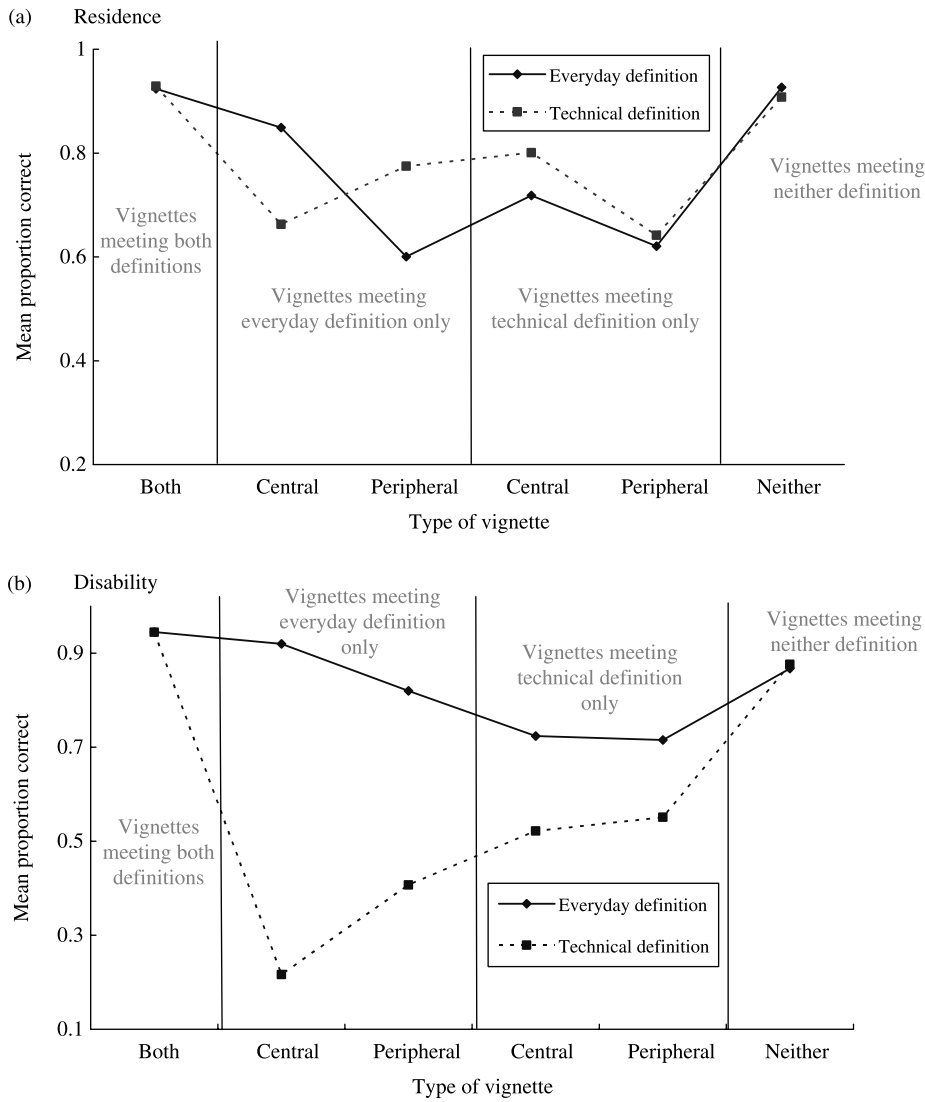 (a) Residence
1
0.8
0.6
0.4
0.2
Mean proportion correct
Everyday definition
Technical definition
Vignettes
meeting both
definitions
Vignettes meeting
everyday definition only
Vignettes meeting
technical definition only
Vignettes meeting
neither definition
Both Central Peripheral Central Peripheral Neither
Type of vignette
(b) Disability
0.9
0.7
0.5
0.3
0.1
Mean proportion correct
Vignettes
meeting both
definitions
Vignettes meeting
everyday definition
only
Vignettes meeting
technical definition
only
Vignettes meeting
neither definition
Everyday definition
Technical definition
Both Central Peripheral Central Peripheral Neither
Type of vignette